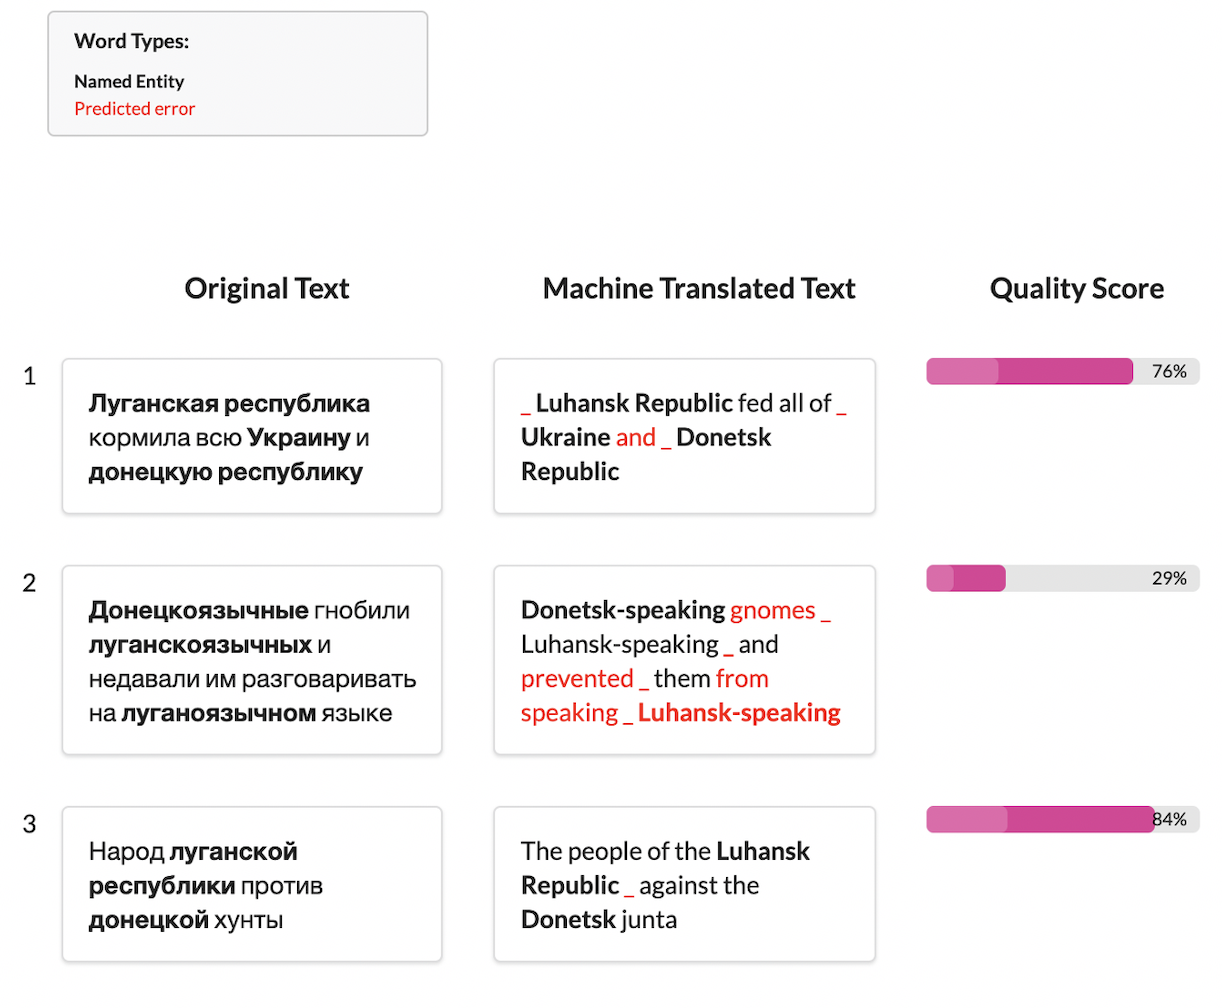 Word Types:
Named Entity
Predicted error
Original Text
Machine Translated Text
Quality Score
1
Луганская республика
кормила всю Украину и
донецкую республику
_ Luhansk Republic fed all of _
Ukraine and _ Donetsk
Republic
76%
2
Донецкоязычные гнобили
луганскоязычных и
недавали им разговаривать
на луганоязычном языке
Donetsk-speaking gnomes _
Luhansk-speaking _ and
prevented _ them from
speaking _ Luhansk-speaking
29%
3
Народ луганской
республики против
донецкой хунты
The people of the Luhansk
Republic _ against the
Donetsk junta
84%